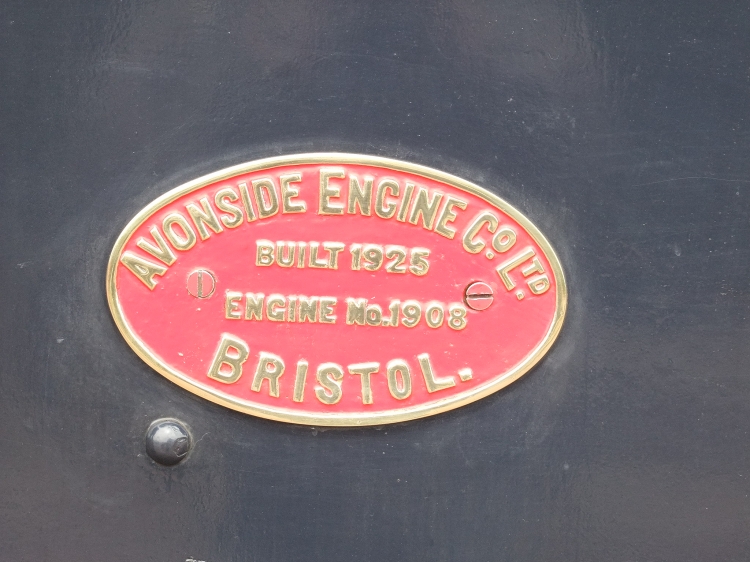 AVONSIDE ENGINE CO. LTD
BUILT 1925
ENGINE No. 1908
BRISTOL.